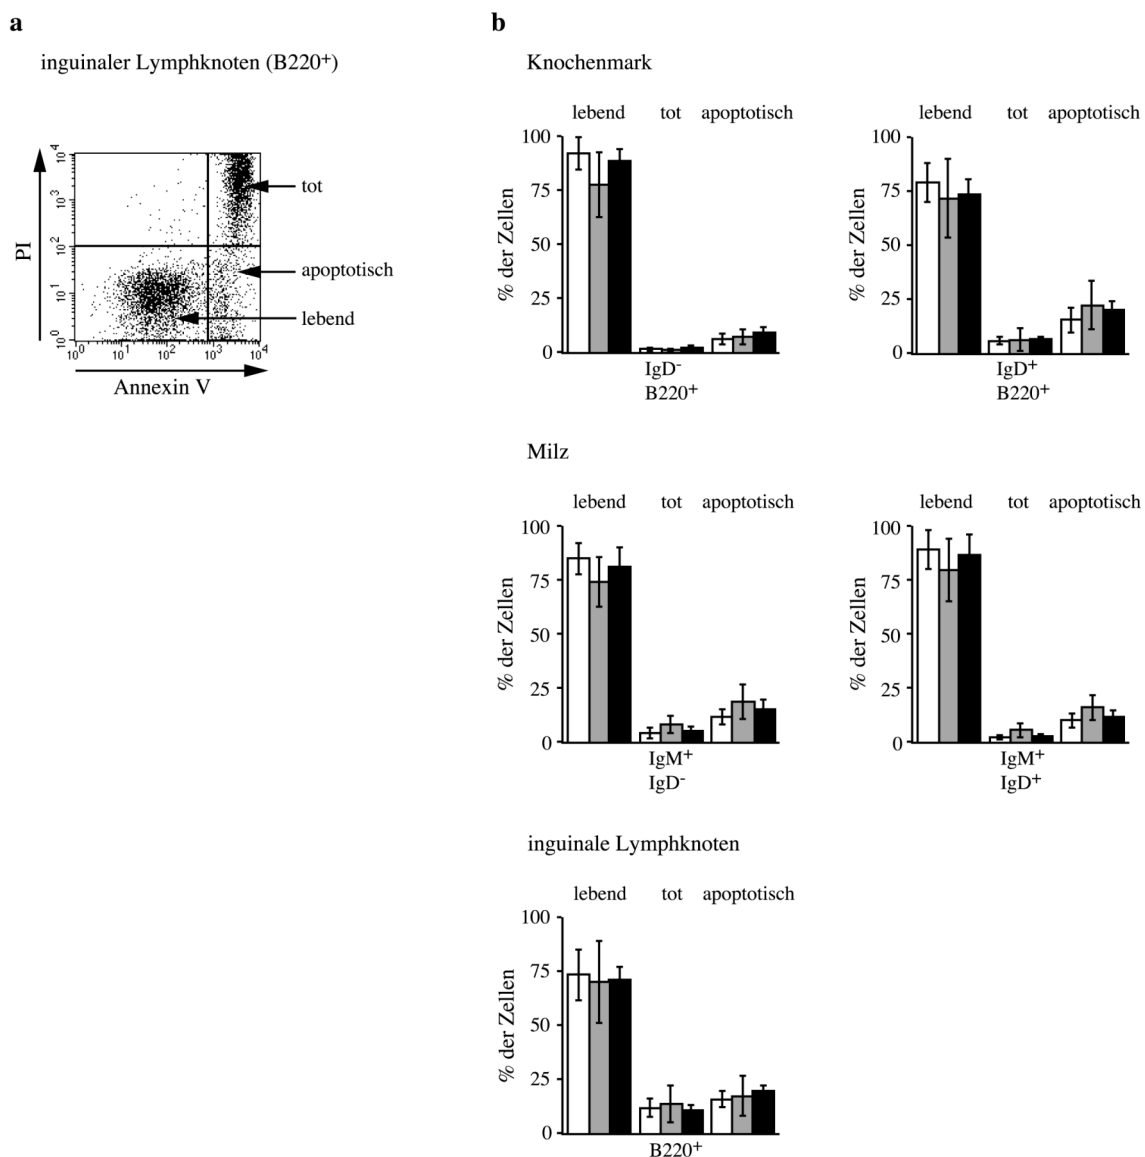 a
inguinaler Lymphknoten (B220+)
PI
10^4
10^3
10^2
10^1
10^0
tot
apoptotisch
lebend
10^0 10^1 10^2 10^3 10^4
Annexin V
b
Knochenmark
lebend tot apoptotisch
% der Zellen
100
75
50
25
0
IgD-
B220+
lebend tot apoptotisch
% der Zellen
100
75
50
25
0
IgD+
B220+
Milz
lebend tot apoptotisch
% der Zellen
100
75
50
25
0
IgM+
IgD-
lebend tot apoptotisch
% der Zellen
100
75
50
25
0
IgM+
IgD+
inguinale Lymphknoten
lebend tot apoptotisch
% der Zellen
100
75
50
25
0
B220+